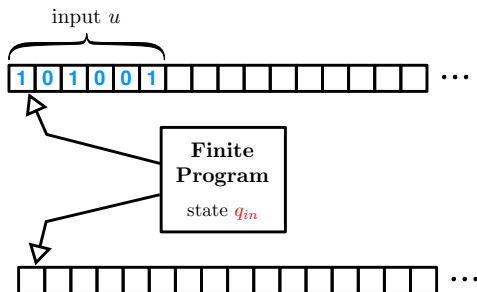 input u
1 0 1 0 0 1 ...
Finite
Program
state q_in
...